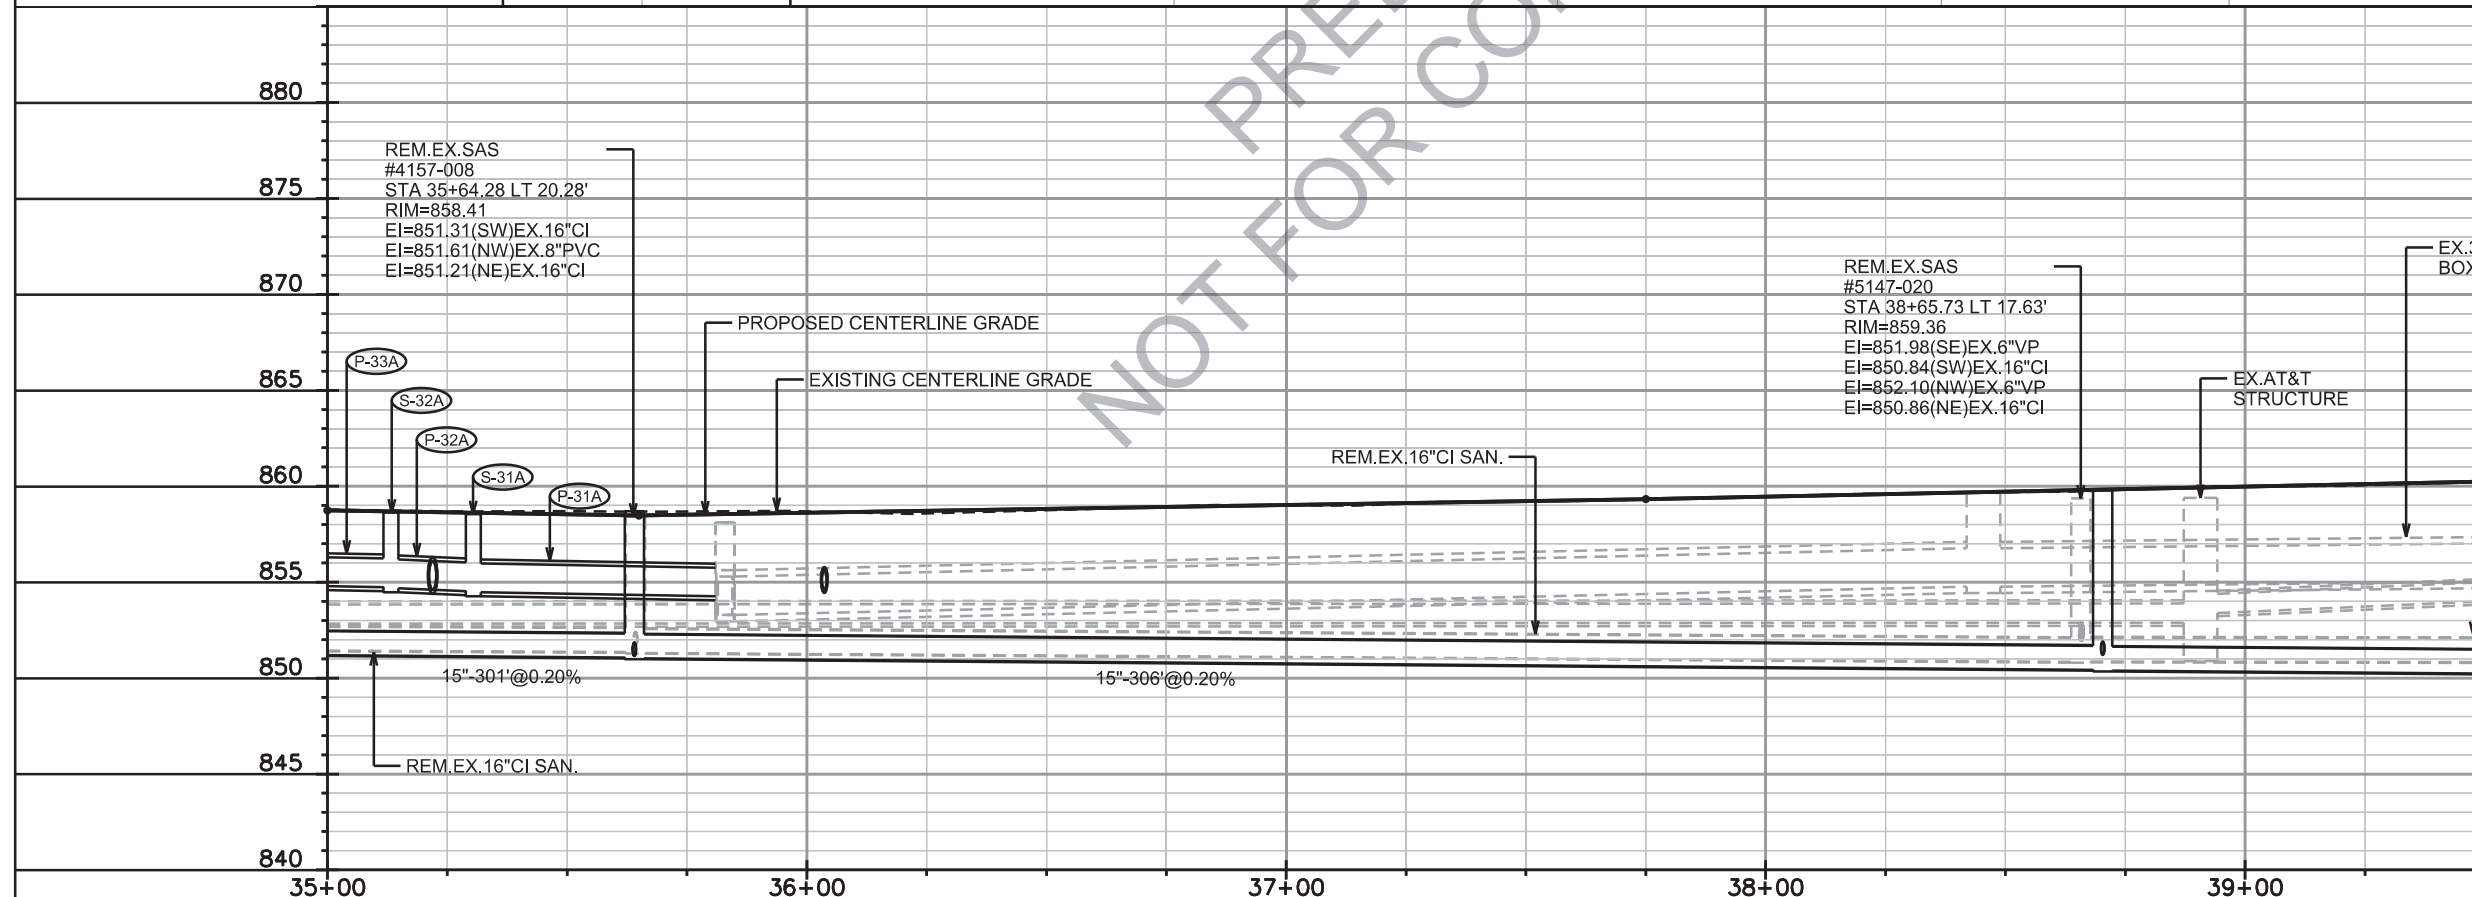 880
875
870
865
860
855
850
845
840
35+00
36+00
37+00
38+00
39+00
REM.EX.SAS
#4157-008
STA 35+64.28 LT 20.28'
RIM=858.41
EI=851.31(SW)EX.16"CI
EI=851.61(NW)EX.8"PVC
EI=851.21(NE)EX.16"CI
PROPOSED CENTERLINE GRADE
EXISTING CENTERLINE GRADE
P-33A
S-32A
P-32A
S-31A
P-31A
REM.EX.16"CI SAN.
REM.EX.SAS
#5147-020
STA 38+65.73 LT 17.63'
RIM=859.36
EI=851.98(SE)EX.6"VP
EI=850.84(SW)EX.16"CI
EI=852.10(NW)EX.6"VP
EI=850.86(NE)EX.16"CI
EX.AT&T
STRUCTURE
BOX
15"-301'@0.20%
15"-306'@0.20%
REM.EX.16"CI SAN.
NOT FOR